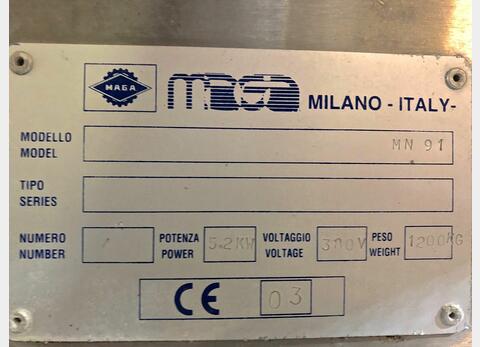 MAGA maga MILANO - ITALY-
MODELLO
MODEL MN 91
TIPO
SERIES
NUMERO
NUMBER / POTENZA
POWER 5.2KW VOLTAGGIO
VOLTAGE 380V PESO
WEIGHT 1200KG
CE 03